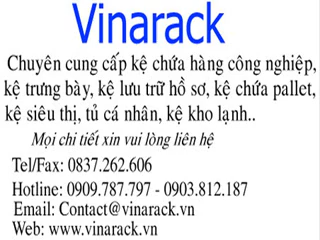 Vinarack
Chuyên cung cấp kệ chứa hàng công nghiệp,
kệ trưng bày, kệ lưu trữ hồ sơ, kệ chứa pallet,
kệ siêu thị, tủ cá nhân, kệ kho lạnh..
Mọi chi tiết xin vui lòng liên hệ
Tel/Fax: 0837.262.606
Hotline: 0909.787.797 - 0903.812.187
Email: Contact@vinarack.vn
Web: www.vinarack.vn